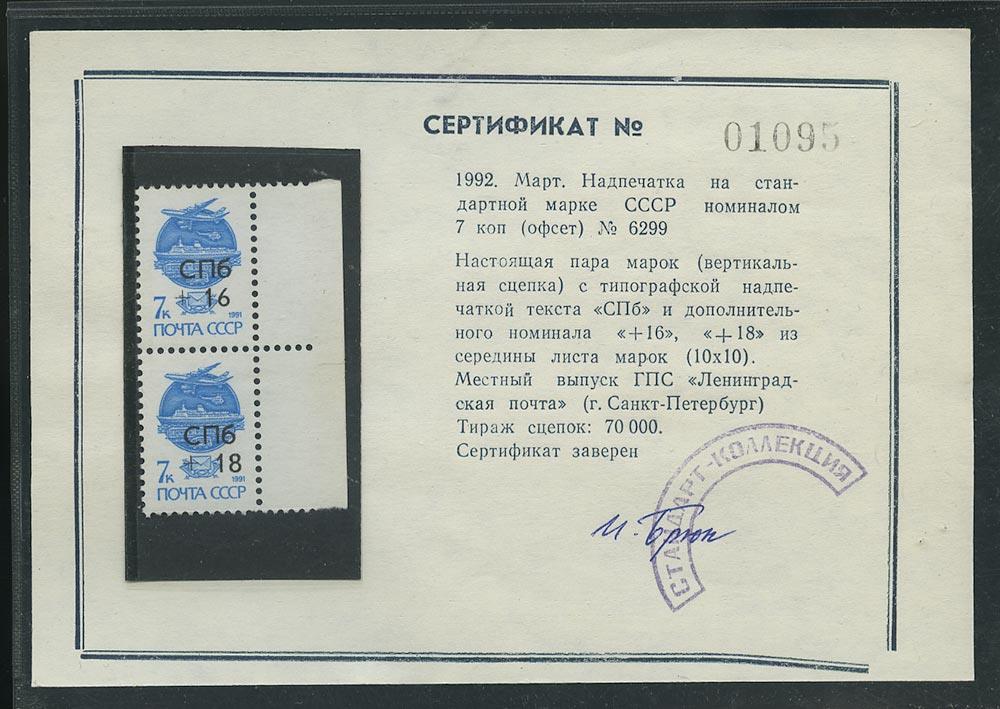 СЕРТИФИКАТ №
01095
1992. Март. Надпечатка на стан-
дартной марке СССР номиналом
7 коп (офсет) № 6299
Настоящая пара марок (вертикаль-
ная сцепка) с типографской надпе-
чаткой текста «СПб» и дополнитель-
ного номинала «+16», «+18» из
середины листа марок (10x10).
Местный выпуск ГПС «Ленинград-
ская почта» (г. Санкт-Петербург)
Тираж сцепок: 70 000.
Сертификат заверен
СТАНДАРТ-КОЛЛЕКЦИЯ
И. Брюн
СПб
+ 16
7к
1991
ПОЧТА СССР
СПб
+ 18
7к
1991
ПОЧТА СССР